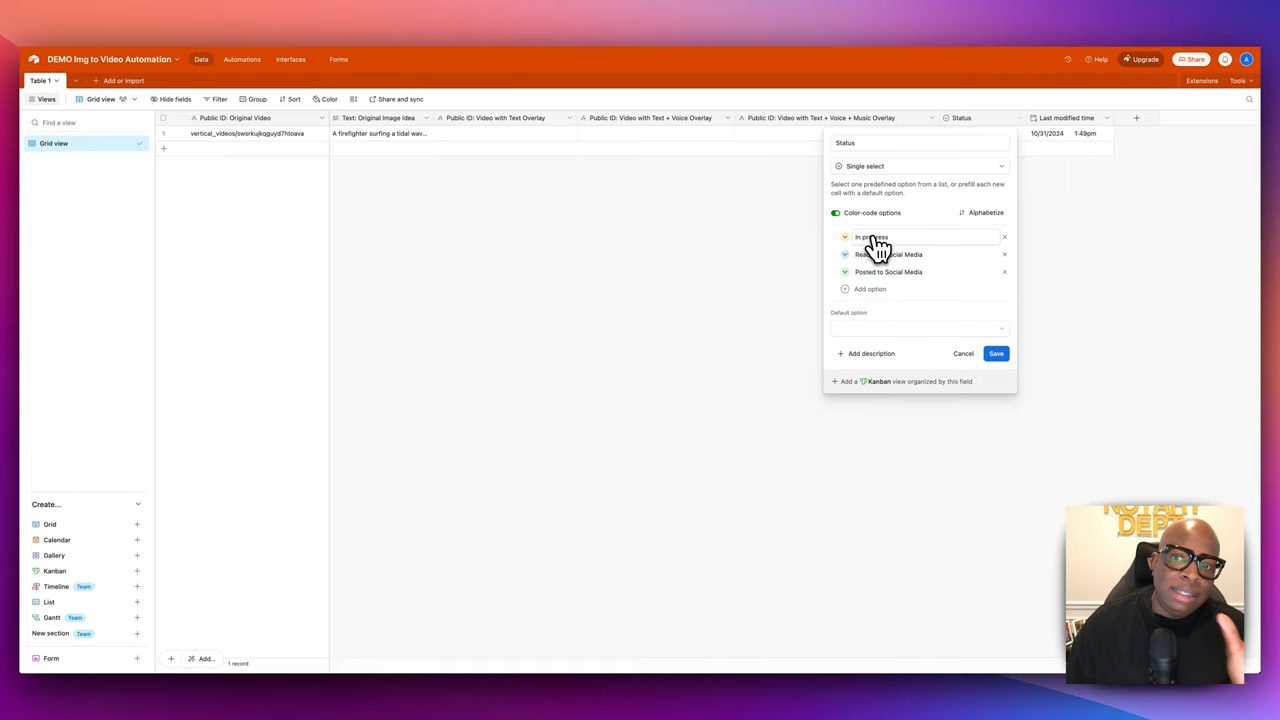 DEMO Img to Video Automation Data Automations Interfaces Forms Help Upgrade Share A
Table 1 Add or import Extensions Tools
Views Grid view Hide fields Filter Group Sort Color Share and sync
Find a view
Grid view
Public ID: Original Video Text: Original Image Idea Public ID: Video with Text Overlay Public ID: Video with Text + Voice Overlay Public ID: Video with Text + Voice + Music Overlay Status Last modified time
1 vertical_videos/swsrkujkqguyd7htoava A firefighter surfing a tidal wav... 10/31/2024 1:49pm
Status
Single select
Select one predefined option from a list, or prefill each new
cell with a default option.
Color-code options Alphabetize
In progress
Social Media
Posted to Social Media
Add option
Default option
Add description Cancel Save
Add a Kanban view organized by this field
Create...
Grid
Calendar
Gallery
Kanban
Timeline Team
List
Gantt Team
New section Team
Form
Add... 1 record
NOTARY
DEPT